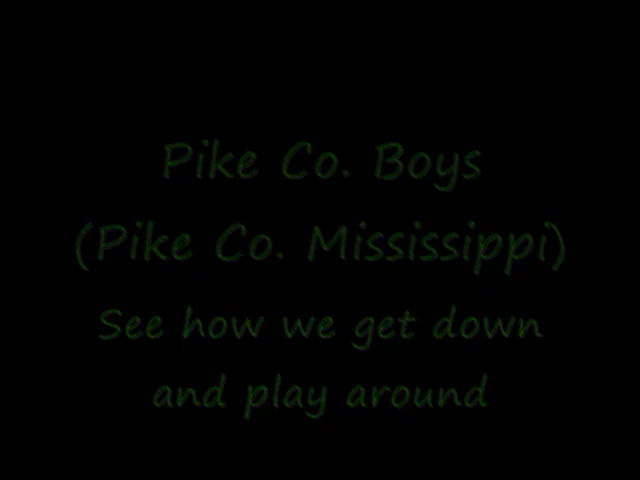 Pike Co. Boys
(Pike Co. Mississippi)
See how we get down
and play around